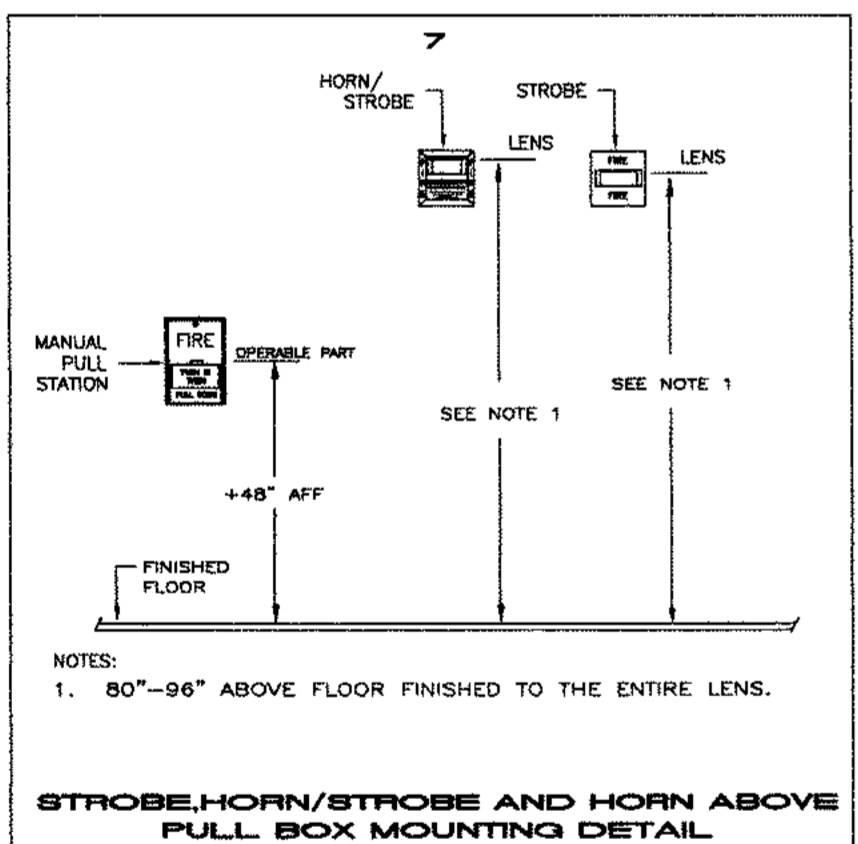 7
HORN/
STROBE
STROBE
LENS
LENS
FIRE
FIRE
MANUAL
PULL
STATION
FIRE
OPERABLE PART
PULL DOWN
SEE NOTE 1
SEE NOTE 1
+48" AFF
FINISHED
FLOOR
NOTES:
1. 80"-96" ABOVE FLOOR FINISHED TO THE ENTIRE LENS.
STROBE,HORN/STROBE AND HORN ABOVE
PULL BOX MOUNTING DETAIL